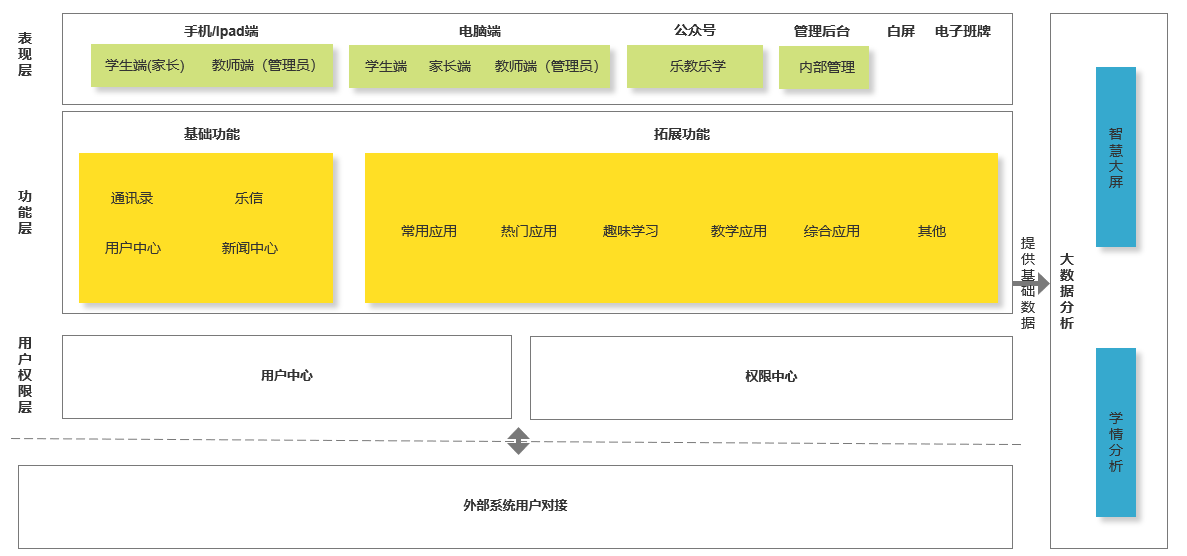 表现层
手机/Ipad端
电脑端
公众号
管理后台
白屏
电子班牌
学生端(家长)
教师端（管理员）
学生端
家长端
教师端（管理员）
乐教乐学
内部管理
功能层
基础功能
拓展功能
通讯录
乐信
用户中心
新闻中心
常用应用
热门应用
趣味学习
教学应用
综合应用
其他
提供基础数据
大数据分析
智慧大屏
学情分析
用户权限层
用户中心
权限中心
外部系统用户对接